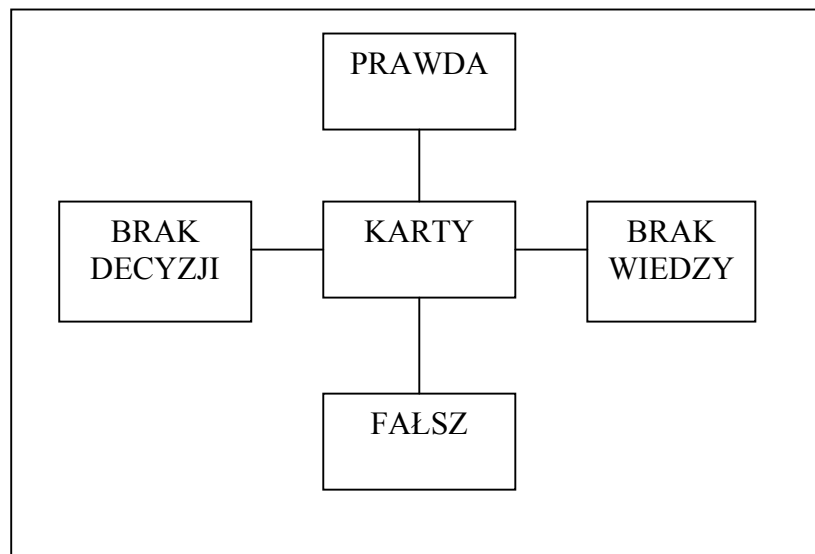 PRAWDA
BRAK
DECYZJI
KARTY
BRAK
WIEDZY
FAŁSZ